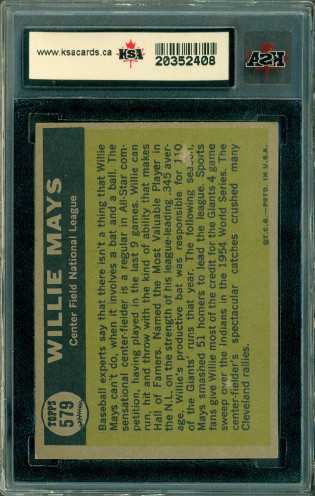 www.ksacards.ca
KSA
20352408
KSA
TOPPS
579
WILLIE MAYS
Center Field National League
Baseball experts say that there isn't a thing that Willie
Mays can't do, when it involves a bat and a ball. The
sensational center-fielder is a regular in All-Star com-
petition, having played in the last 9 games. Willie can
run, hit and throw with the kind of ability that makes
Hall of Famers. Named the Most Valuable Player in
the N.L. on the strength of his league-leading .345 aver-
age, Willie's productive bat was responsible for 110
of the Giants' runs that year. The following season,
Mays smashed 51 homers to lead the league. Sports
fans give Willie most of the credit for the Giants 4 game
sweep over the Indians in the 1954 World Series. The
center-fielder's spectacular catches crushed many
Cleveland rallies.
©T.C.G.—PRTD. IN U.S.A.